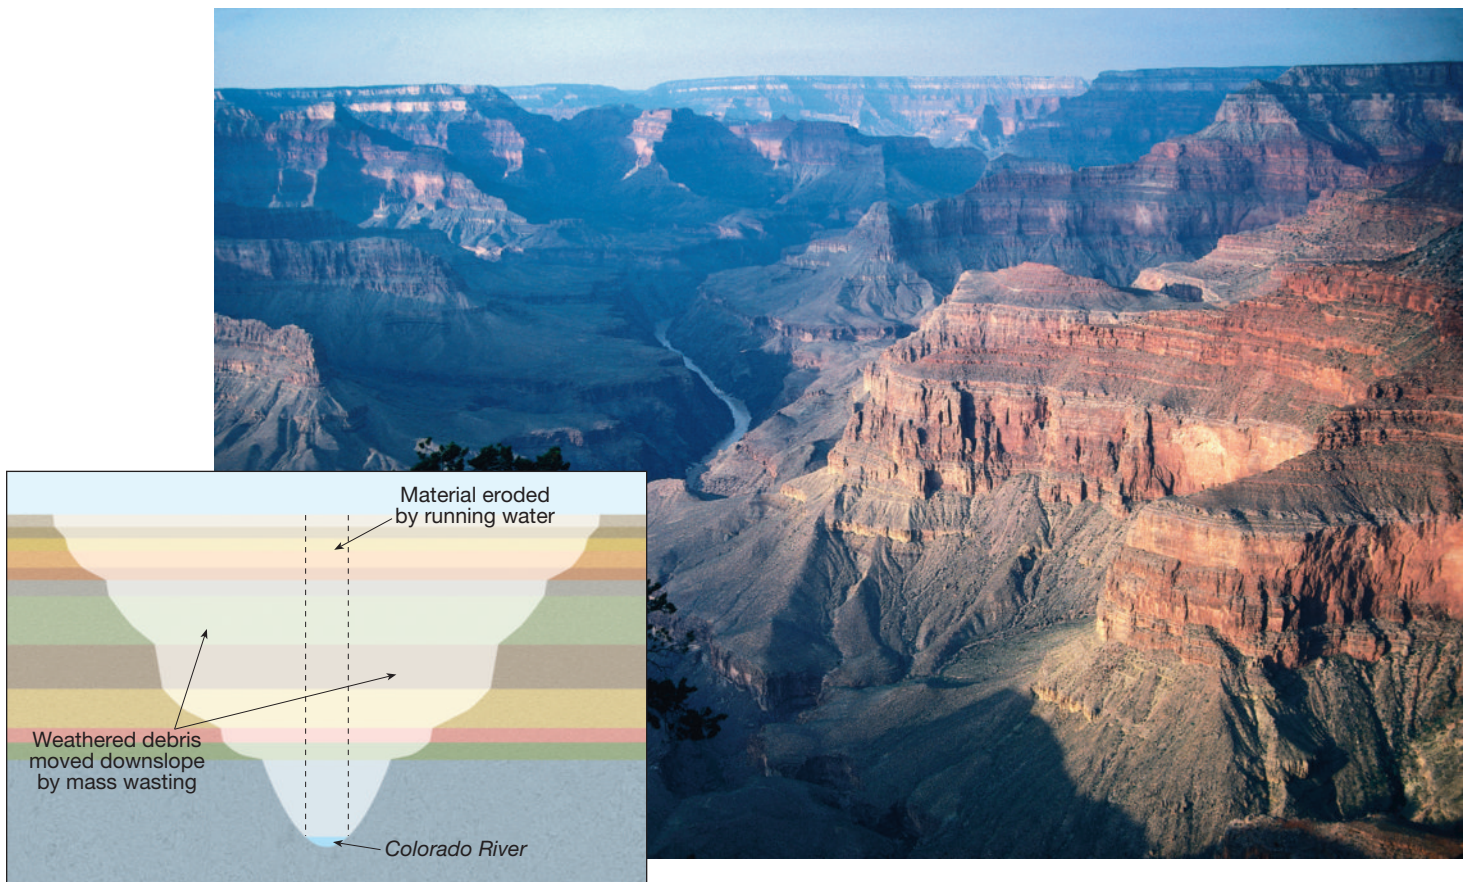 Material eroded
by running water
Weathered debris
moved downslope
by mass wasting
Colorado River